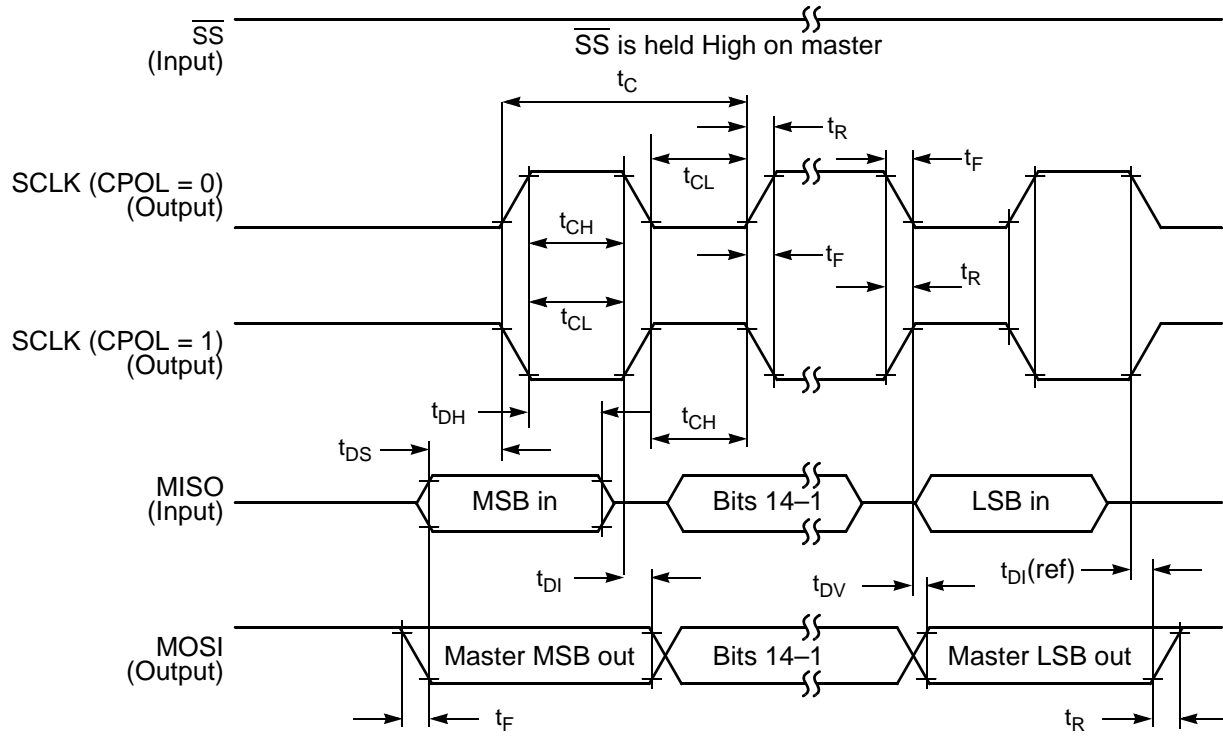 SS
(Input)
SS is held High on master
tC
tR
tF
SCLK (CPOL = 0)
(Output)
tCL
tCH
tF
tR
tCL
SCLK (CPOL = 1)
(Output)
tDH
tCH
tDS
MISO
(Input)
MSB in
Bits 14–1
LSB in
tDI
tDV
tDI(ref)
MOSI
(Output)
Master MSB out
Bits 14–1
Master LSB out
tF
tR